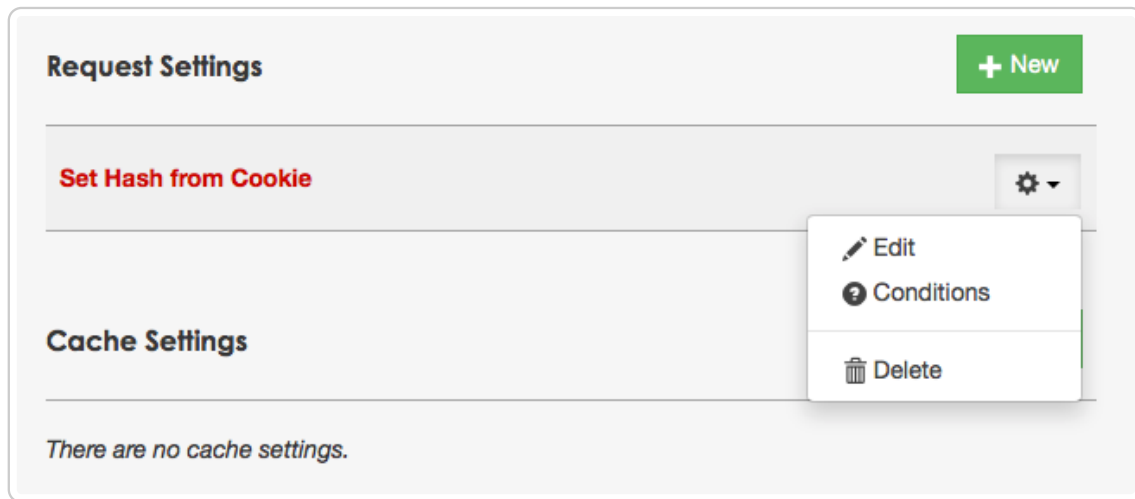 Request Settings
New
Set Hash from Cookie
Edit
Conditions
Cache Settings
Delete
There are no cache settings.